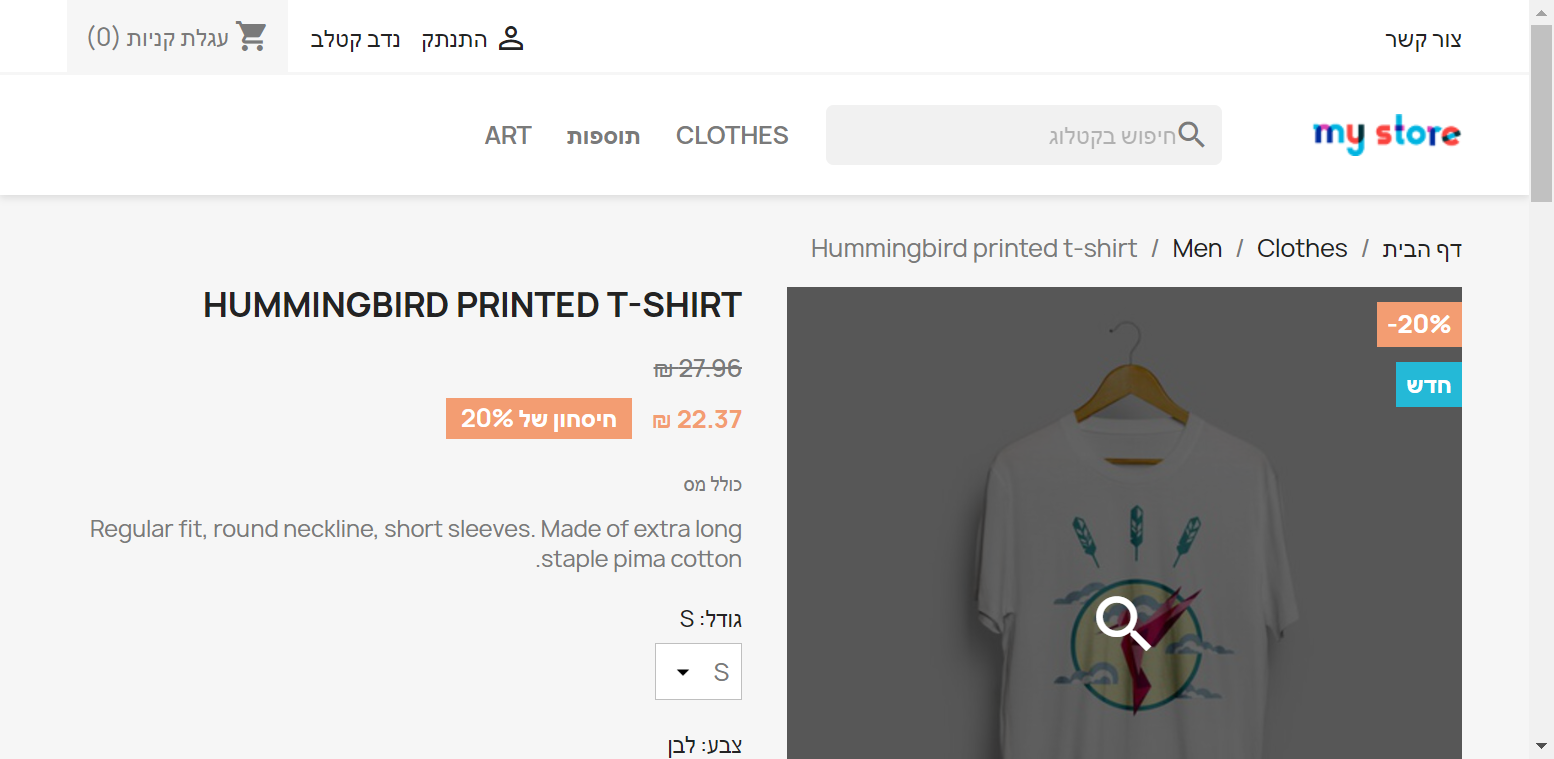 צור קשר
התנתק נדב קטלב עגלת קניות (0)
my store
חיפוש בקטלוג
CLOTHES תוספות ART
דף הבית / Clothes / Men / Hummingbird printed t-shirt
-20%
חדש
HUMMINGBIRD PRINTED T-SHIRT
27.96 ₪
22.37 ₪ חיסחון של 20%
כולל מס
Regular fit, round neckline, short sleeves. Made of extra long
staple pima cotton.
גודל: S
S
צבע: לבן